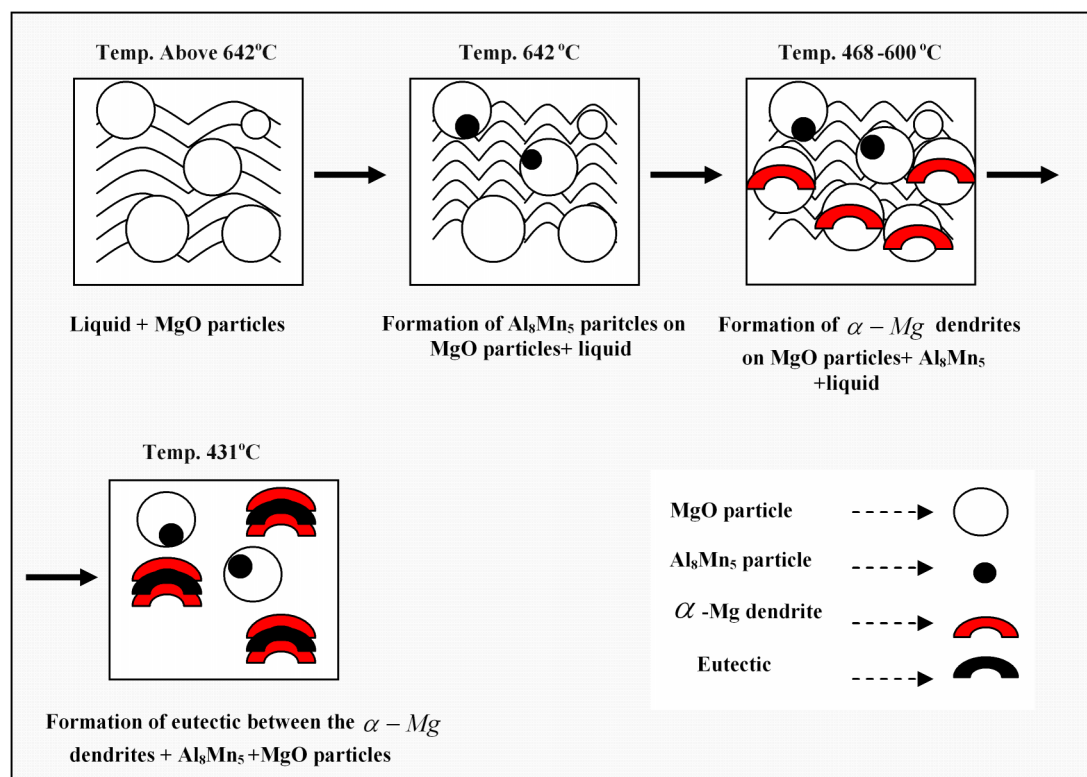 Temp. Above 642°C
Temp. 642°C
Temp. 468-600°C
Liquid + MgO particles
Formation of Al₈Mn₅ paritcles on
MgO particles+ liquid
Formation of α – Mg dendrites
on MgO particles+ Al₈Mn₅
+liquid
Temp. 431°C
Formation of eutectic between the α – Mg
dendrites + Al₈Mn₅+MgO particles
MgO particle
Al₈Mn₅ particle
α -Mg dendrite
Eutectic